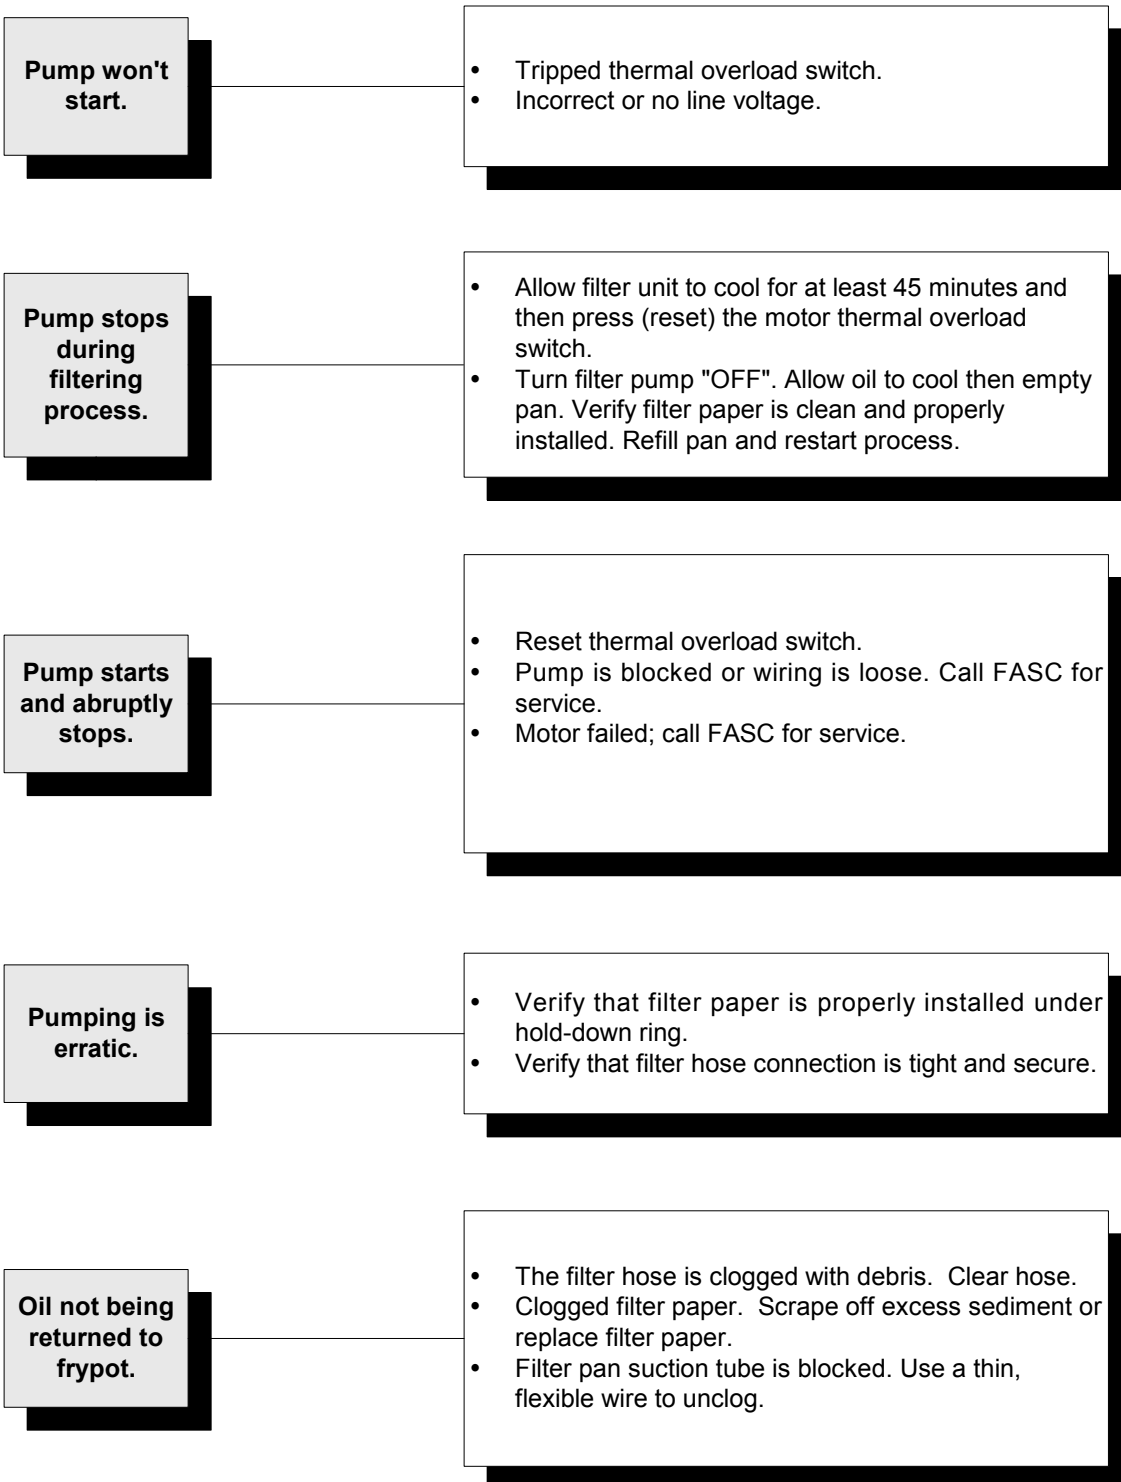 Pump won't
start.
• Tripped thermal overload switch.
• Incorrect or no line voltage.
Pump stops
during
filtering
process.
• Allow filter unit to cool for at least 45 minutes and
then press (reset) the motor thermal overload
switch.
• Turn filter pump "OFF". Allow oil to cool then empty
pan. Verify filter paper is clean and properly
installed. Refill pan and restart process.
Pump starts
and abruptly
stops.
• Reset thermal overload switch.
• Pump is blocked or wiring is loose. Call FASC for
service.
• Motor failed; call FASC for service.
Pumping is
erratic.
• Verify that filter paper is properly installed under
hold-down ring.
• Verify that filter hose connection is tight and secure.
Oil not being
returned to
frypot.
• The filter hose is clogged with debris.  Clear hose.
• Clogged filter paper.  Scrape off excess sediment or
replace filter paper.
• Filter pan suction tube is blocked. Use a thin,
flexible wire to unclog.